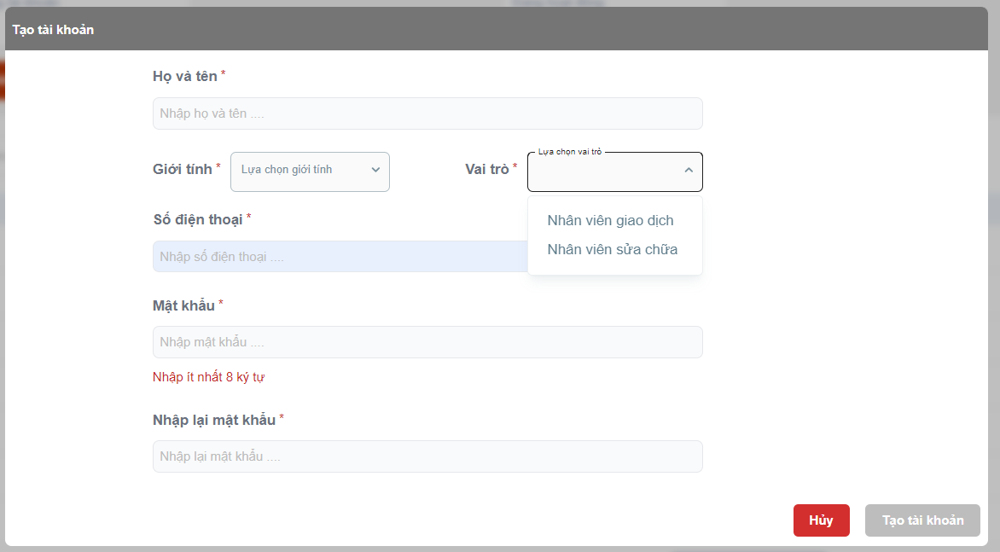 Tạo tài khoản
Họ và tên *
Nhập họ và tên ....
Giới tính *
Lựa chọn giới tính
Vai trò *
Lựa chọn vai trò
Nhân viên giao dịch
Nhân viên sửa chữa
Số điện thoại *
Nhập số điện thoại ....
Mật khẩu *
Nhập mật khẩu ....
Nhập ít nhất 8 ký tự
Nhập lại mật khẩu *
Nhập lại mật khẩu ....
Hủy
Tạo tài khoản